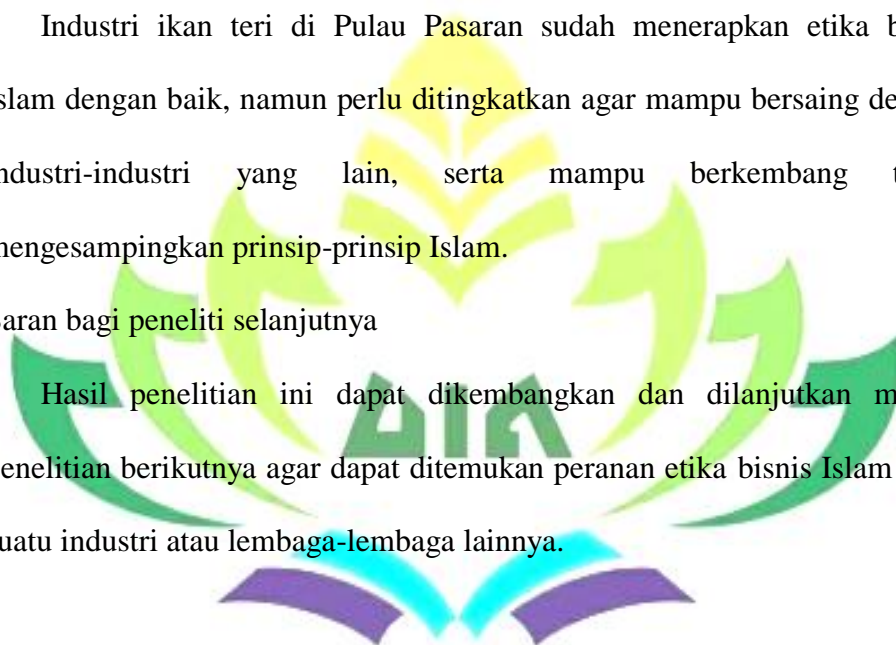 Industri ikan teri di Pulau Pasaran sudah menerapkan etika b
slam dengan baik, namun perlu ditingkatkan agar mampu bersaing de
ndustri-industri yang lain, serta mampu berkembang t
mengesampingkan prinsip-prinsip Islam.
aran bagi peneliti selanjutnya
Hasil penelitian ini dapat dikembangkan dan dilanjutkan m
enelitian berikutnya agar dapat ditemukan peranan etika bisnis Islam
uatu industri atau lembaga-lembaga lainnya.